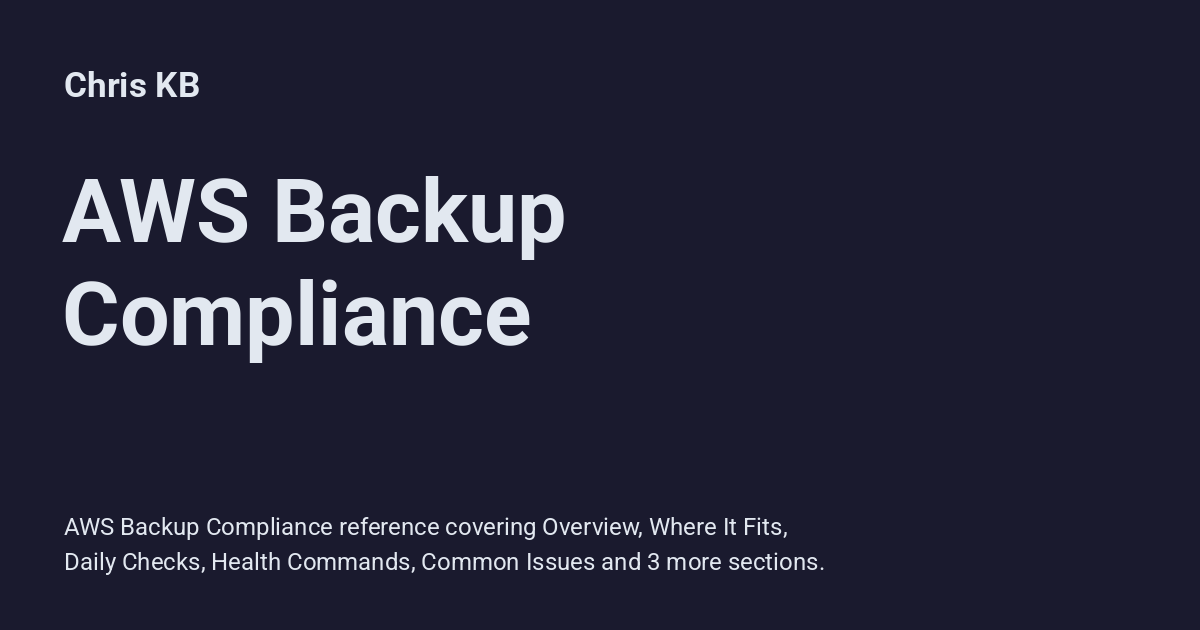 Chris KB
AWS Backup
Compliance
AWS Backup Compliance reference covering Overview, Where It Fits,
Daily Checks, Health Commands, Common Issues and 3 more sections.